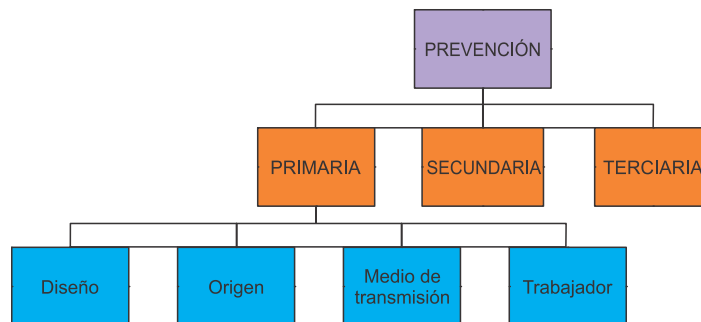 PREVENCIÓN
PRIMARIA
SECUNDARIA
TERCIARIA
Diseño
Origen
Medio de
transmisión
Trabajador